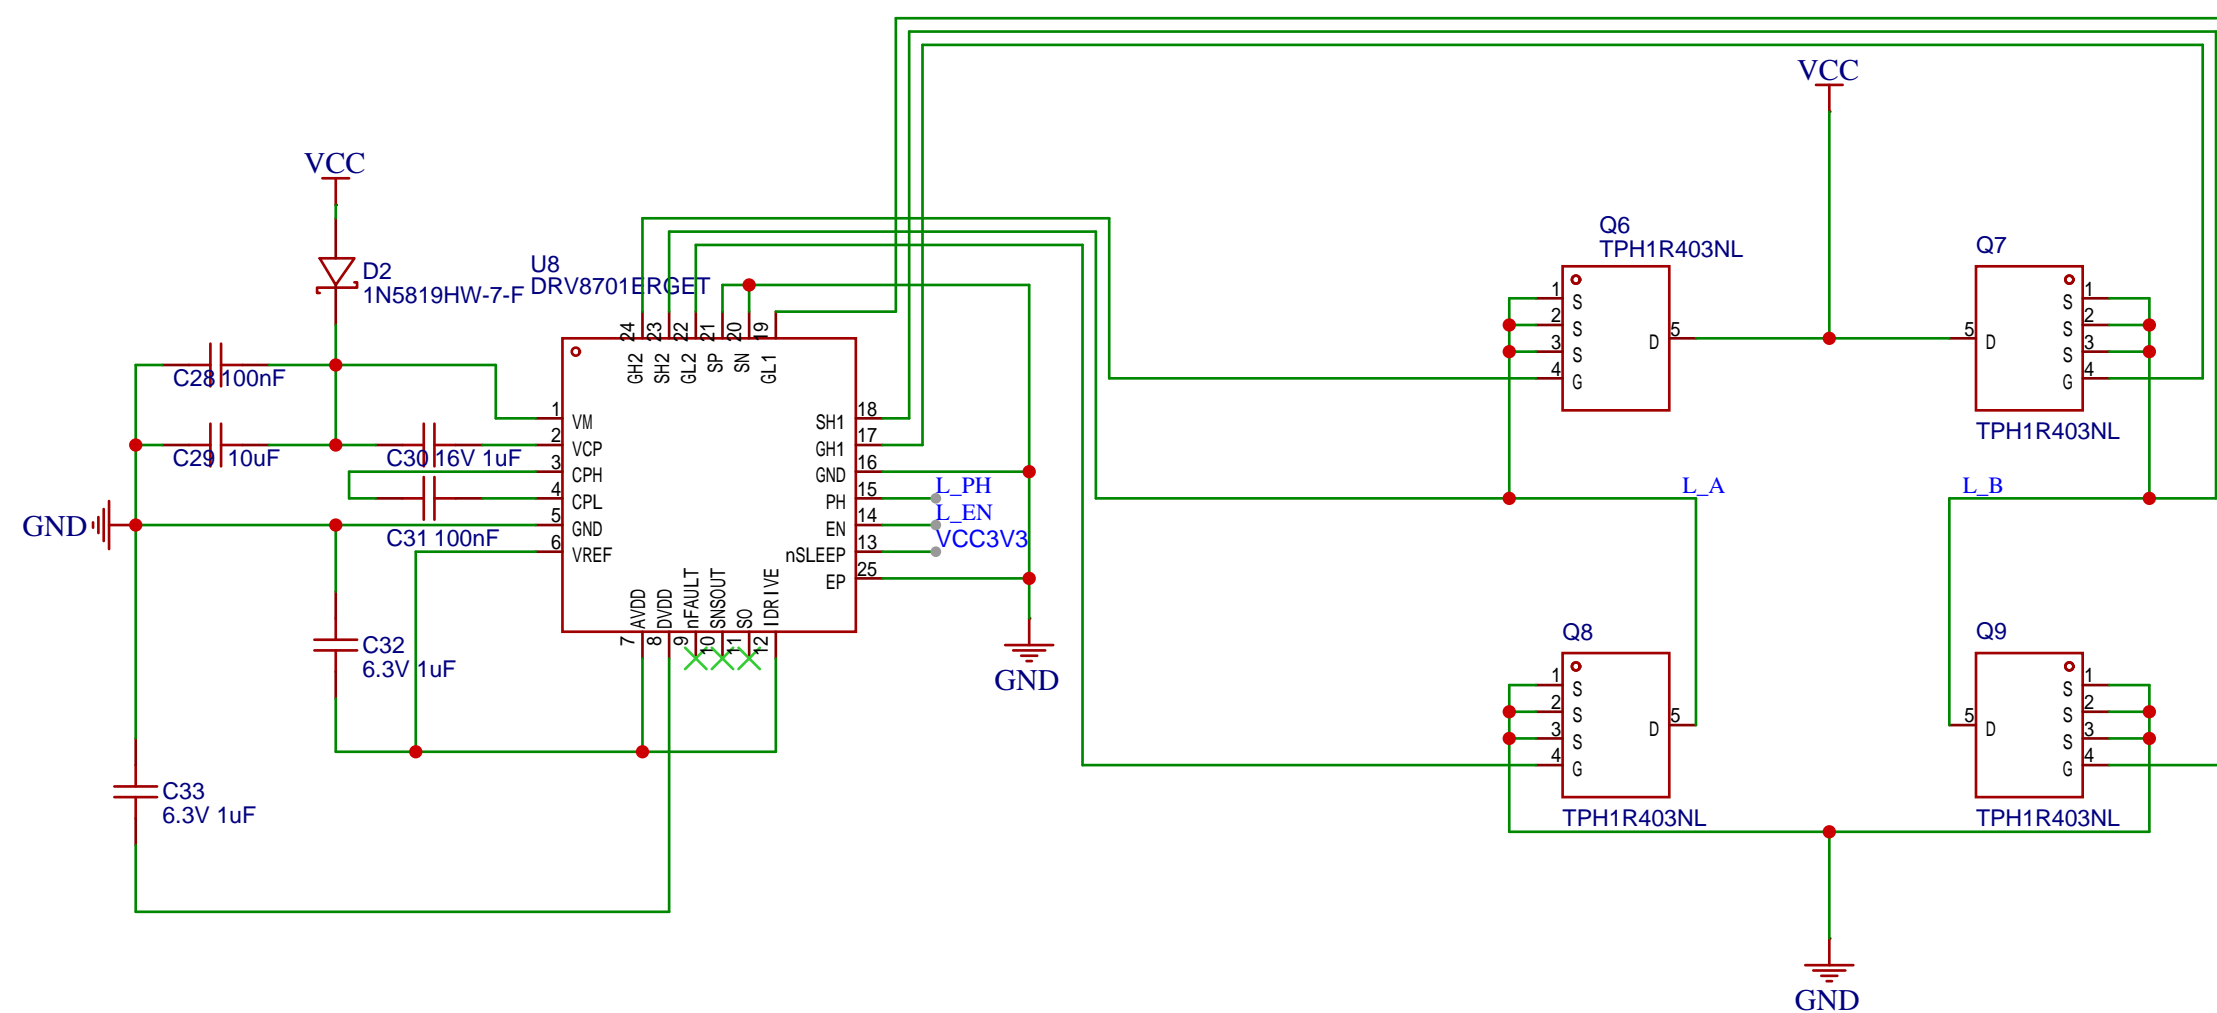 VCC
VCC
Q6
TPH1R403NL
Q7
D2
1N5819HW-7-F
U8
DRV8701ERGET
24
23
22
21
20
19
GH2
SH2
GL2
SP
SN
GL1
C28 100nF
C29 10uF
C30 16V 1uF
C31 100nF
GND
1 VM
2 VCP
3 CPH
4 CPL
5 GND
6 VREF
SH1 18
GH1 17
GND 16
PH 15
EN 14
nSLEEP 13
EP 25
L_PH
L_EN
VCC3V3
AVDD
DVDD
nFAULT
SNSOUT
SO
IDRIVE
7
8
9
10
11
12
1 S
2 S
3 S
4 G
D 5
5 D
S 1
S 2
S 3
G 4
TPH1R403NL
L_A
L_B
C32
6.3V 1uF
C33
6.3V 1uF
GND
Q8
Q9
1 S
2 S
3 S
4 G
D 5
5 D
S 1
S 2
S 3
G 4
TPH1R403NL
TPH1R403NL
GND